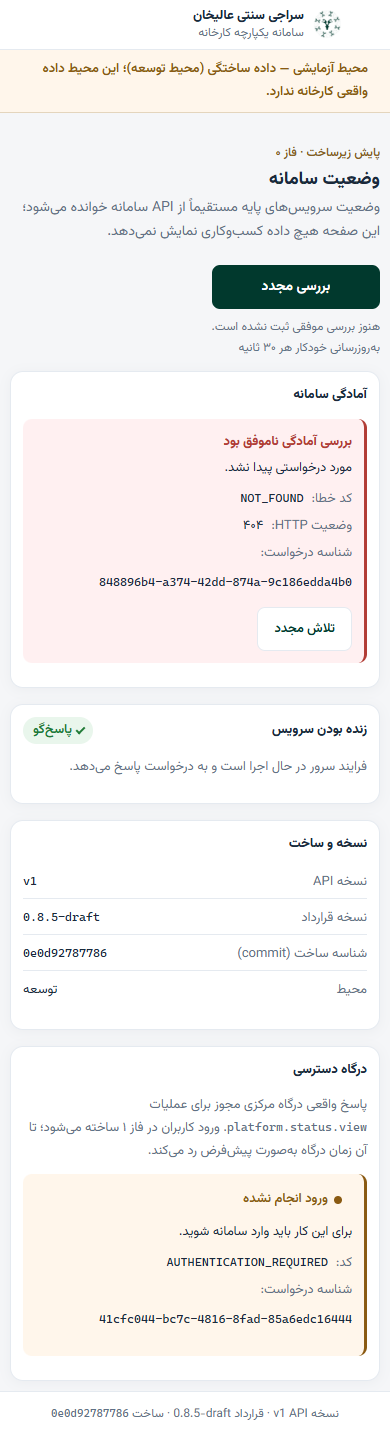 سراجی سنتی عالیخان
سامانه یکپارچه کارخانه
محیط آزمایشی — داده ساختگی (محیط توسعه)؛ این محیط داده
واقعی کارخانه ندارد.
پایش زیرساخت · فاز ۰
وضعیت سامانه
وضعیت سرویس‌های پایه مستقیماً از API سامانه خوانده می‌شود؛
این صفحه هیچ داده کسب‌وکاری نمایش نمی‌دهد.
بررسی مجدد
هنوز بررسی موفقی ثبت نشده است.
به‌روزرسانی خودکار هر ۳۰ ثانیه
آمادگی سامانه
بررسی آمادگی ناموفق بود
مورد درخواستی پیدا نشد.
کد خطا: NOT_FOUND
وضعیت HTTP: ۴۰۴
شناسه درخواست:
848896b4-a374-42dd-874a-9c186edda4b0
تلاش مجدد
زنده بودن سرویس
✓ پاسخ‌گو
فرایند سرور در حال اجرا است و به درخواست پاسخ می‌دهد.
نسخه و ساخت
نسخه API v1
نسخه قرارداد 0.8.5-draft
شناسه ساخت (commit) 0e0d92787786
محیط توسعه
درگاه دسترسی
پاسخ واقعی درگاه مرکزی مجوز برای عملیات
platform.status.view. ورود کاربران در فاز ۱ ساخته می‌شود؛ تا
آن زمان درگاه به‌صورت پیش‌فرض رد می‌کند.
ورود انجام نشده
برای این کار باید وارد سامانه شوید.
کد: AUTHENTICATION_REQUIRED
شناسه درخواست:
41cfc044-bc7c-4816-8fad-85a6edc16444
نسخه API v1 · قرارداد 0.8.5-draft · ساخت 0e0d92787786